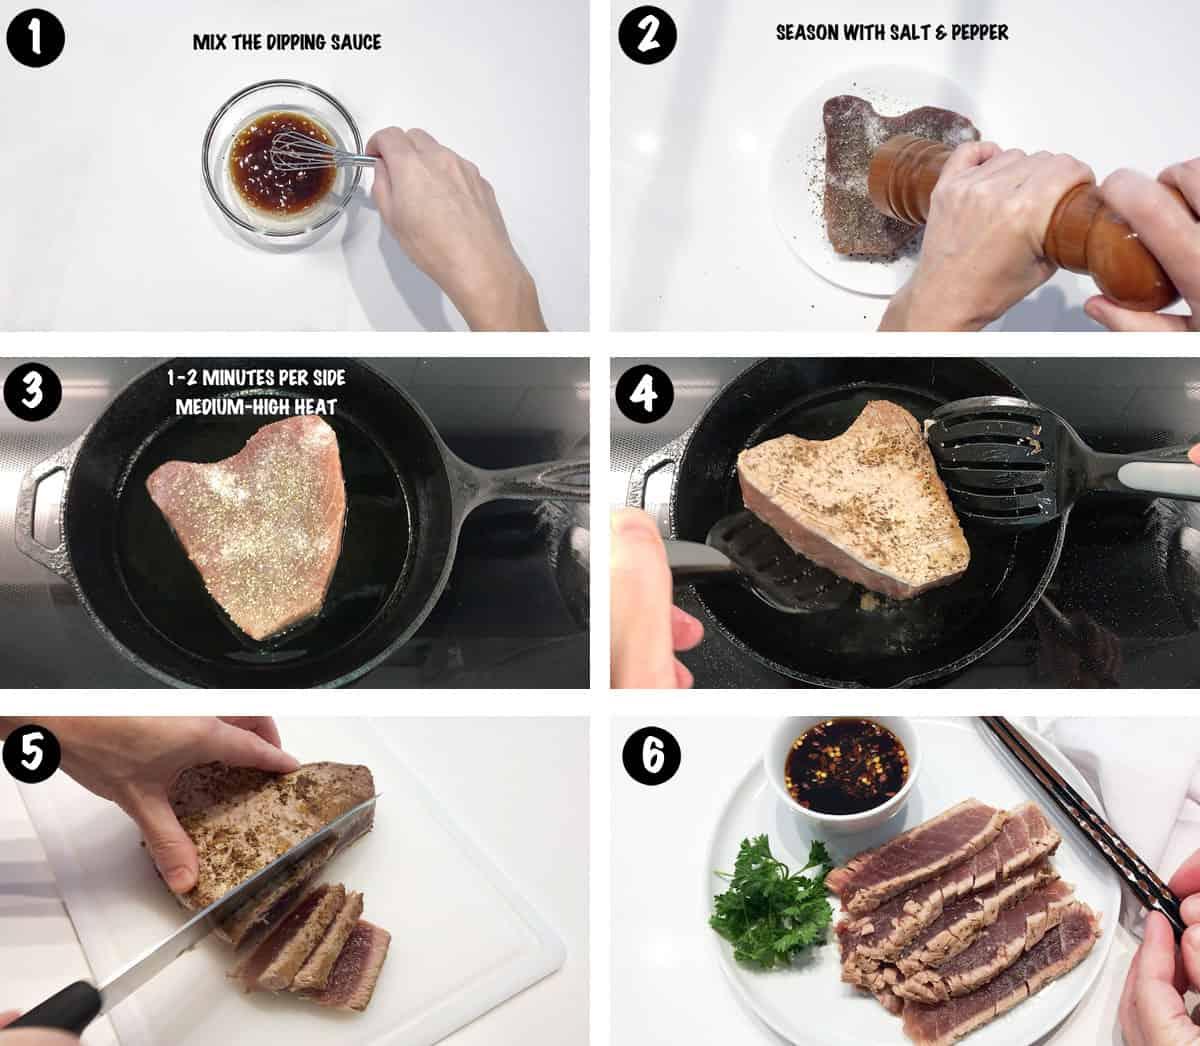 1
MIX THE DIPPING SAUCE
2
SEASON WITH SALT & PEPPER
3
1-2 MINUTES PER SIDE
MEDIUM-HIGH HEAT
4
5
6